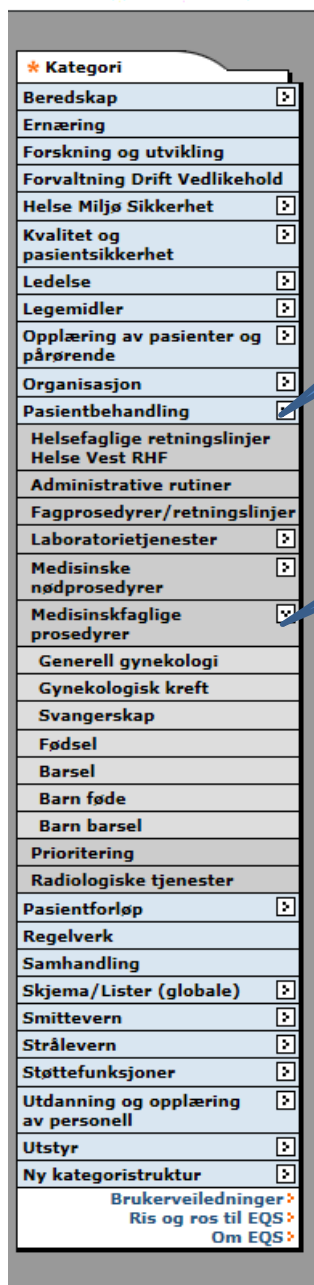 * Kategori
Beredskap
Ernæring
Forskning og utvikling
Forvaltning Drift Vedlikehold
Helse Miljø Sikkerhet
Kvalitet og
pasientsikkerhet
Ledelse
Legemidler
Opplæring av pasienter og
pårørende
Organisasjon
Pasientbehandling
Helsefaglige retningslinjer
Helse Vest RHF
Administrative rutiner
Fagprosedyrer/retningslinjer
Laboratorietjenester
Medisinske
nødprosedyrer
Medisinskfaglige
prosedyrer
Generell gynekologi
Gynekologisk kreft
Svangerskap
Fødsel
Barsel
Barn føde
Barn barsel
Prioritering
Radiologiske tjenester
Pasientforløp
Regelverk
Samhandling
Skjema/Lister (globale)
Smittevern
Strålevern
Støttefunksjoner
Utdanning og opplæring
av personell
Utstyr
Ny kategoristruktur
Brukerveiledninger
Ris og ros til EQS
Om EQS